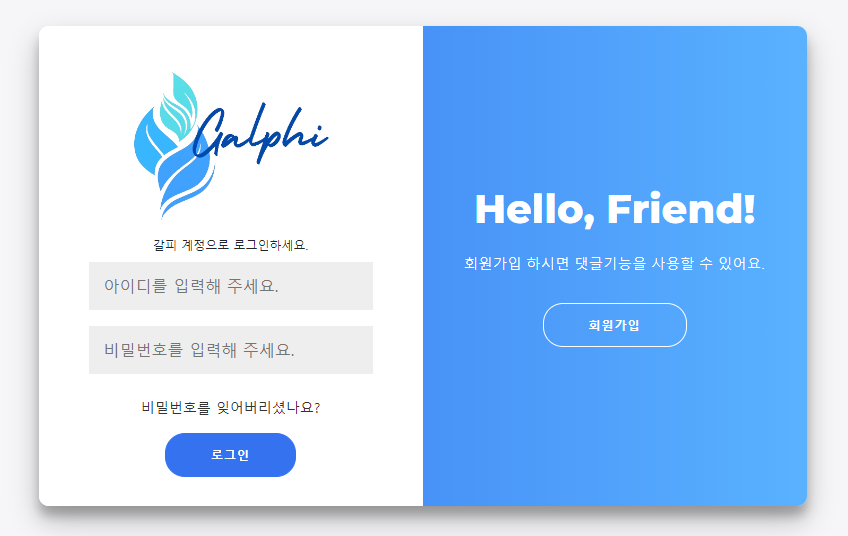 Galphi
갈피 계정으로 로그인하세요.
아이디를 입력해 주세요.
비밀번호를 입력해 주세요.
비밀번호를 잊어버리셨나요?
로그인
Hello, Friend!
회원가입 하시면 댓글기능을 사용할 수 있어요.
회원가입